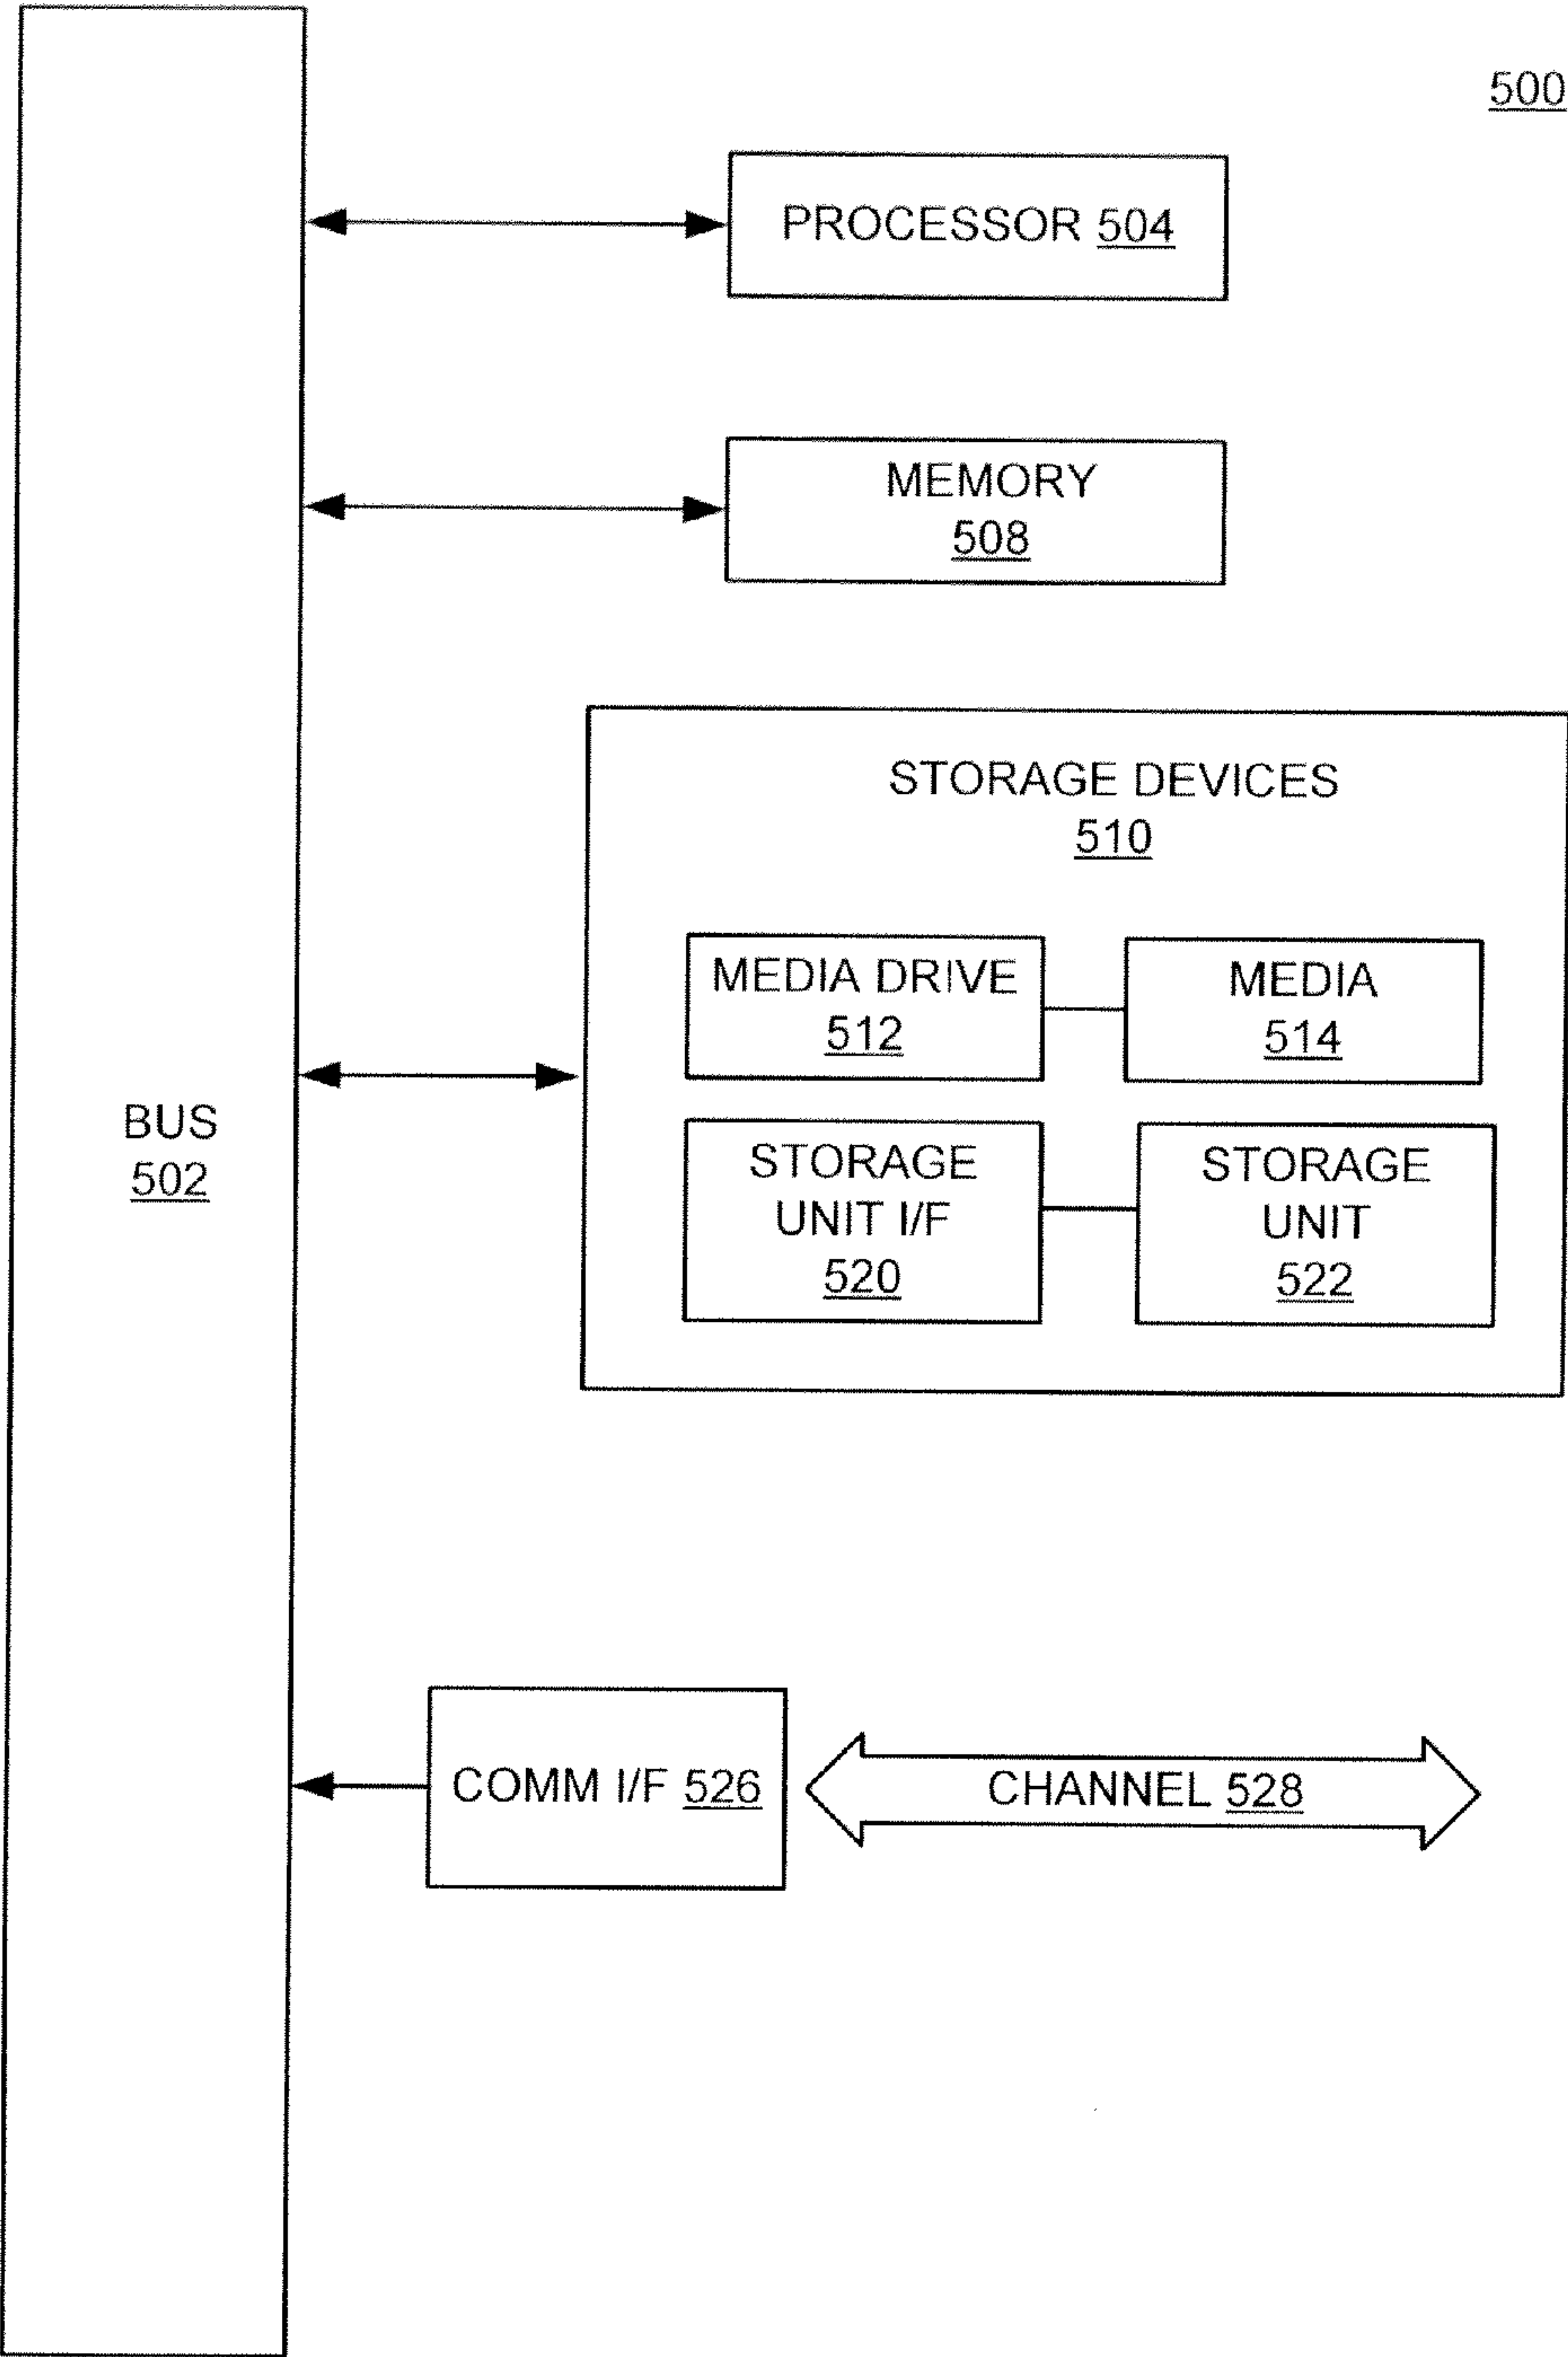 500
PROCESSOR 504
MEMORY
508
STORAGE DEVICES
510
MEDIA DRIVE
512
MEDIA
514
BUS
502
STORAGE
UNIT I/F
520
STORAGE
UNIT
522
COMM I/F 526
CHANNEL 528